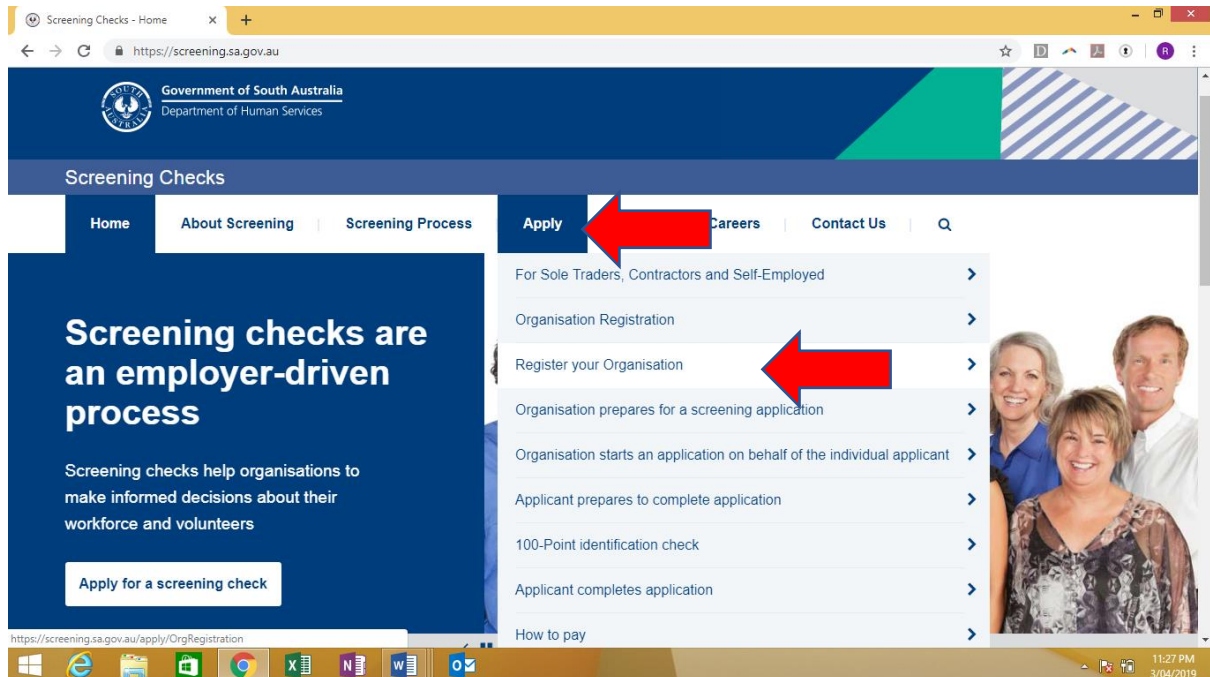 Screening Checks - Home
https://screening.sa.gov.au
D
R
SOUTH
AUSTRALIA
Government of South Australia
Department of Human Services
Screening Checks
Home
About Screening
Screening Process
Apply
Careers
Contact Us
For Sole Traders, Contractors and Self-Employed
Organisation Registration
Register your Organisation
Organisation prepares for a screening application
Organisation starts an application on behalf of the individual applicant
Applicant prepares to complete application
100-Point identification check
Applicant completes application
How to pay
Screening checks are
an employer-driven
process
Screening checks help organisations to
make informed decisions about their
workforce and volunteers
Apply for a screening check
https://screening.sa.gov.au/apply/OrgRegistration
11:27 PM
3/04/2019